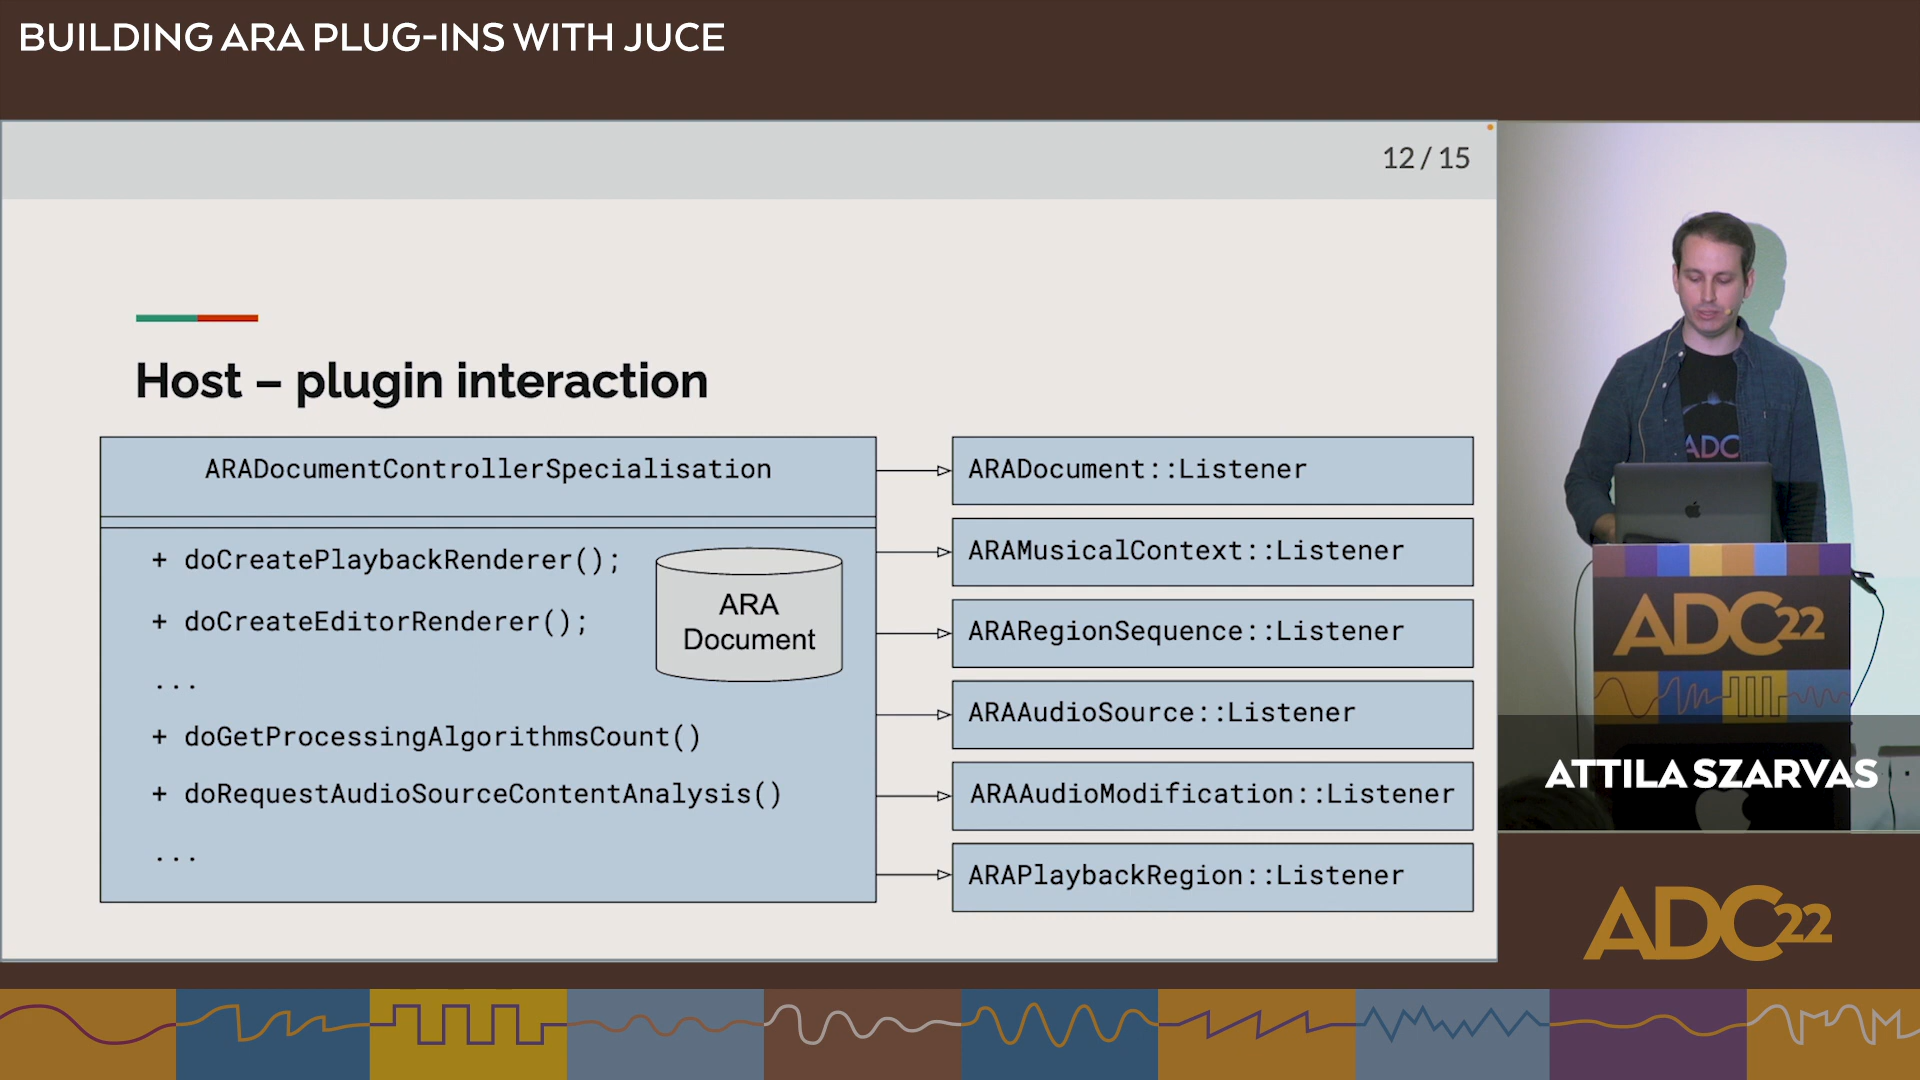 BUILDING ARA PLUG-INS WITH JUCE
12 / 15
Host – plugin interaction
ARADocumentControllerSpecialisation
+ doCreatePlaybackRenderer();
+ doCreateEditorRenderer();
...
+ doGetProcessingAlgorithmsCount()
+ doRequestAudioSourceContentAnalysis()
...
ARA
Document
ARADocument::Listener
ARAMusicalContext::Listener
ARARegionSequence::Listener
ARAAudioSource::Listener
ARAAudioModification::Listener
ARAPlaybackRegion::Listener
ADC
ADC22
ATTILA SZARVAS
ADC22